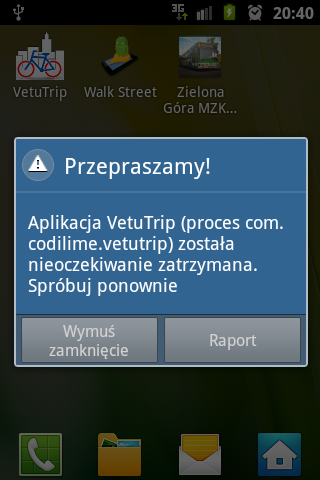 3G
20:40
VetuTrip
Walk Street
Zielona
Góra MZK...
Przepraszamy!
Aplikacja VetuTrip (proces com.
codilime.vetutrip) została
nieoczekiwanie zatrzymana.
Spróbuj ponownie
Wymuś
zamknięcie
Raport